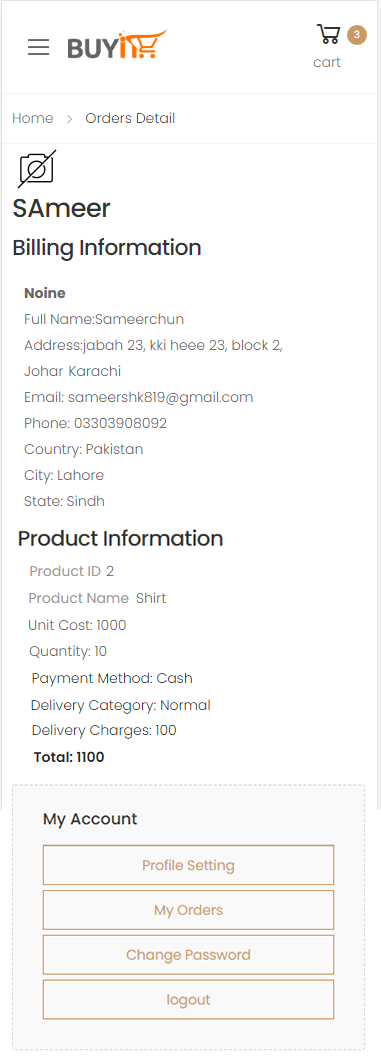 BUYIT
3
cart
Home > Orders Detail
SAmeer
Billing Information
Noine
Full Name:Sameerchun
Address:jabah 23, kki heee 23, block 2,
Johar Karachi
Email: sameershk819@gmail.com
Phone: 03303908092
Country: Pakistan
City: Lahore
State: Sindh
Product Information
Product ID 2
Product Name Shirt
Unit Cost: 1000
Quantity: 10
Payment Method: Cash
Delivery Category: Normal
Delivery Charges: 100
Total: 1100
My Account
Profile Setting
My Orders
Change Password
logout